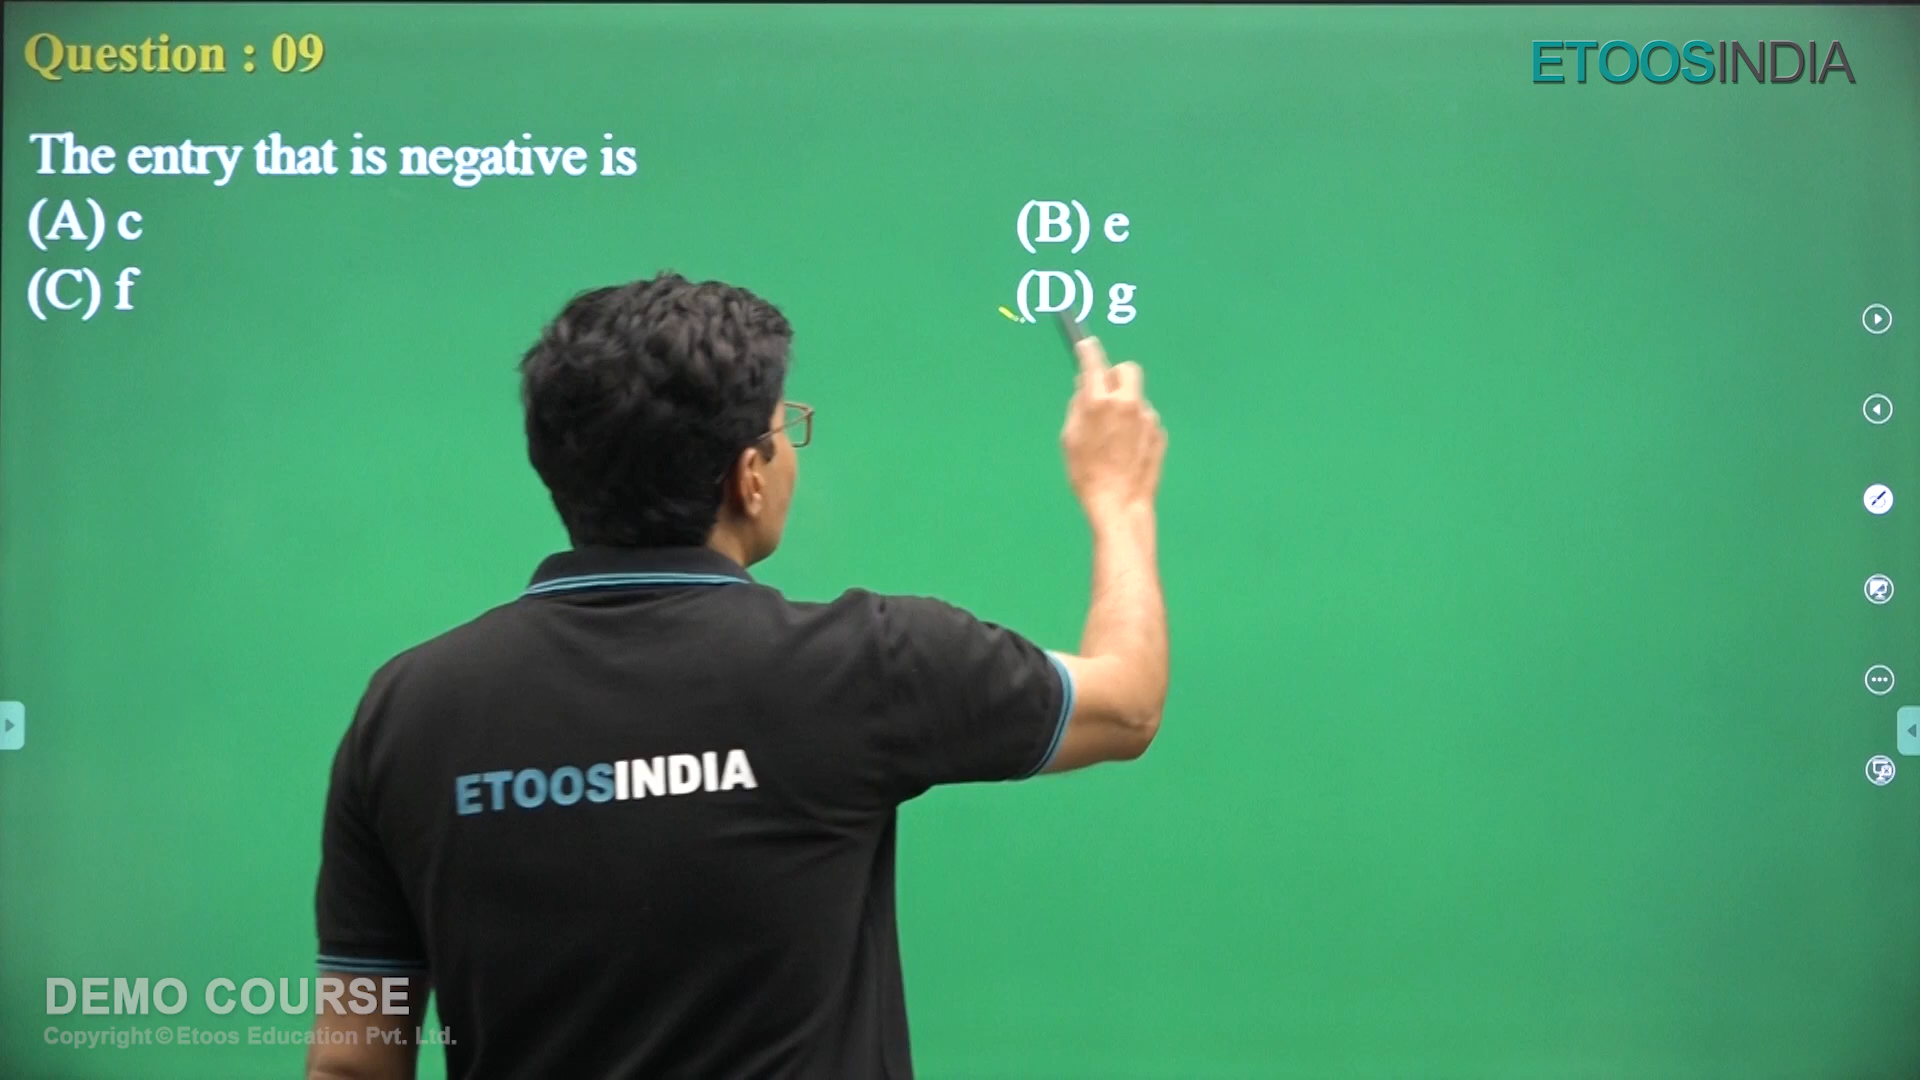 Question : 09
ETOOSINDIA
The entry that is negative is
(A) c
(B) e
(C) f
(D) g
ETOOSINDIA
DEMO COURSE
Copyright©Etoos Education Pvt. Ltd.